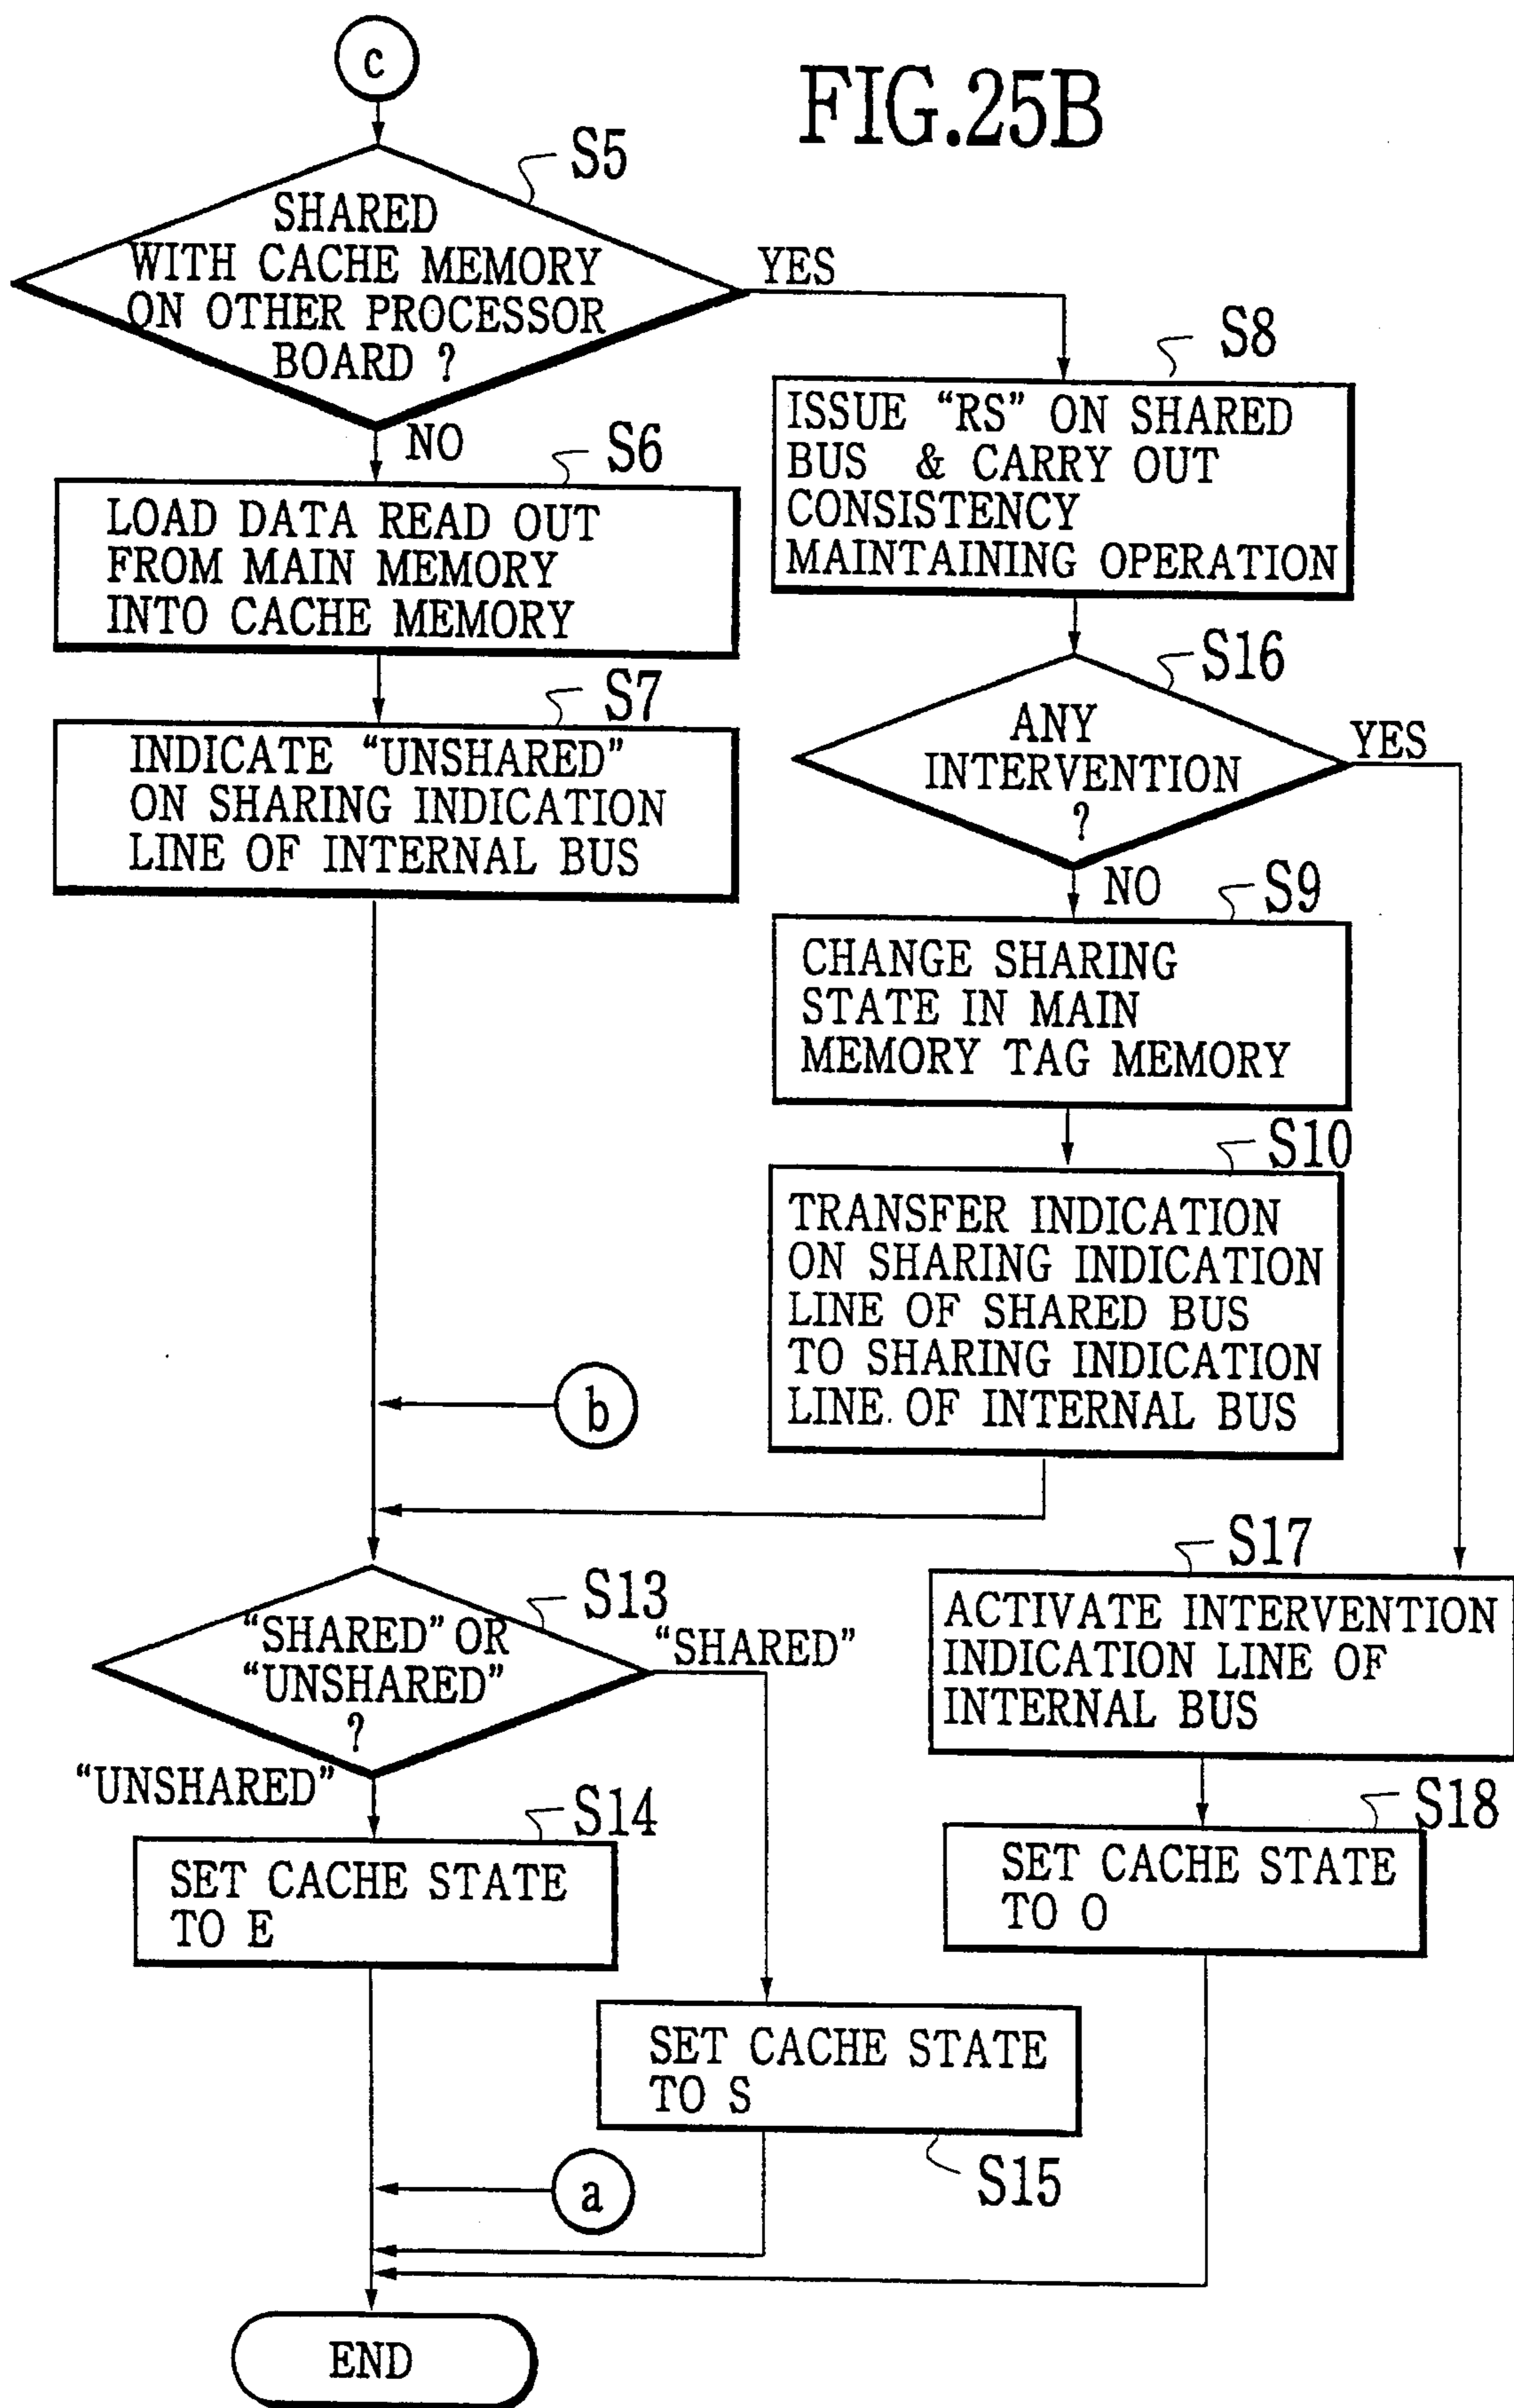 c
FIG.25B
S5
SHARED
WITH CACHE MEMORY
ON OTHER PROCESSOR
BOARD ?
YES
NO
S6
LOAD DATA READ OUT
FROM MAIN MEMORY
INTO CACHE MEMORY
S7
INDICATE “UNSHARED”
ON SHARING INDICATION
LINE OF INTERNAL BUS
S8
ISSUE “RS” ON SHARED
BUS & CARRY OUT
CONSISTENCY
MAINTAINING OPERATION
S16
ANY
INTERVENTION
?
YES
NO
S9
CHANGE SHARING
STATE IN MAIN
MEMORY TAG MEMORY
S10
TRANSFER INDICATION
ON SHARING INDICATION
LINE OF SHARED BUS
TO SHARING INDICATION
LINE OF INTERNAL BUS
b
S13
“SHARED” OR
“UNSHARED”
?
“SHARED”
“UNSHARED”
S14
SET CACHE STATE
TO E
S17
ACTIVATE INTERVENTION
INDICATION LINE OF
INTERNAL BUS
S18
SET CACHE STATE
TO O
SET CACHE STATE
TO S
S15
a
END